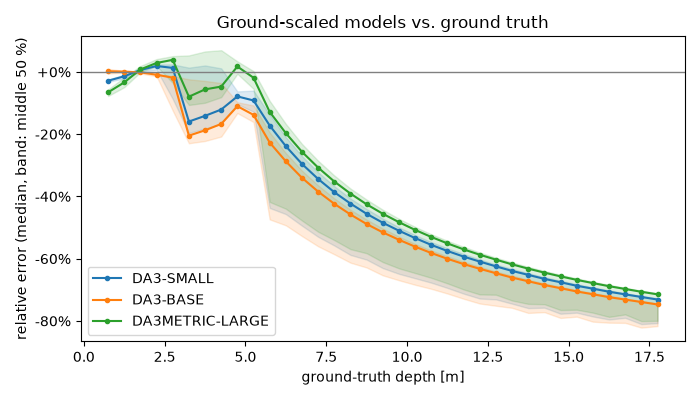 Ground-scaled models vs. ground truth
relative error (median, band: middle 50 %)
+0%
-20%
-40%
-60%
-80%
DA3-SMALL
DA3-BASE
DA3METRIC-LARGE
0.0 2.5 5.0 7.5 10.0 12.5 15.0 17.5
ground-truth depth [m]